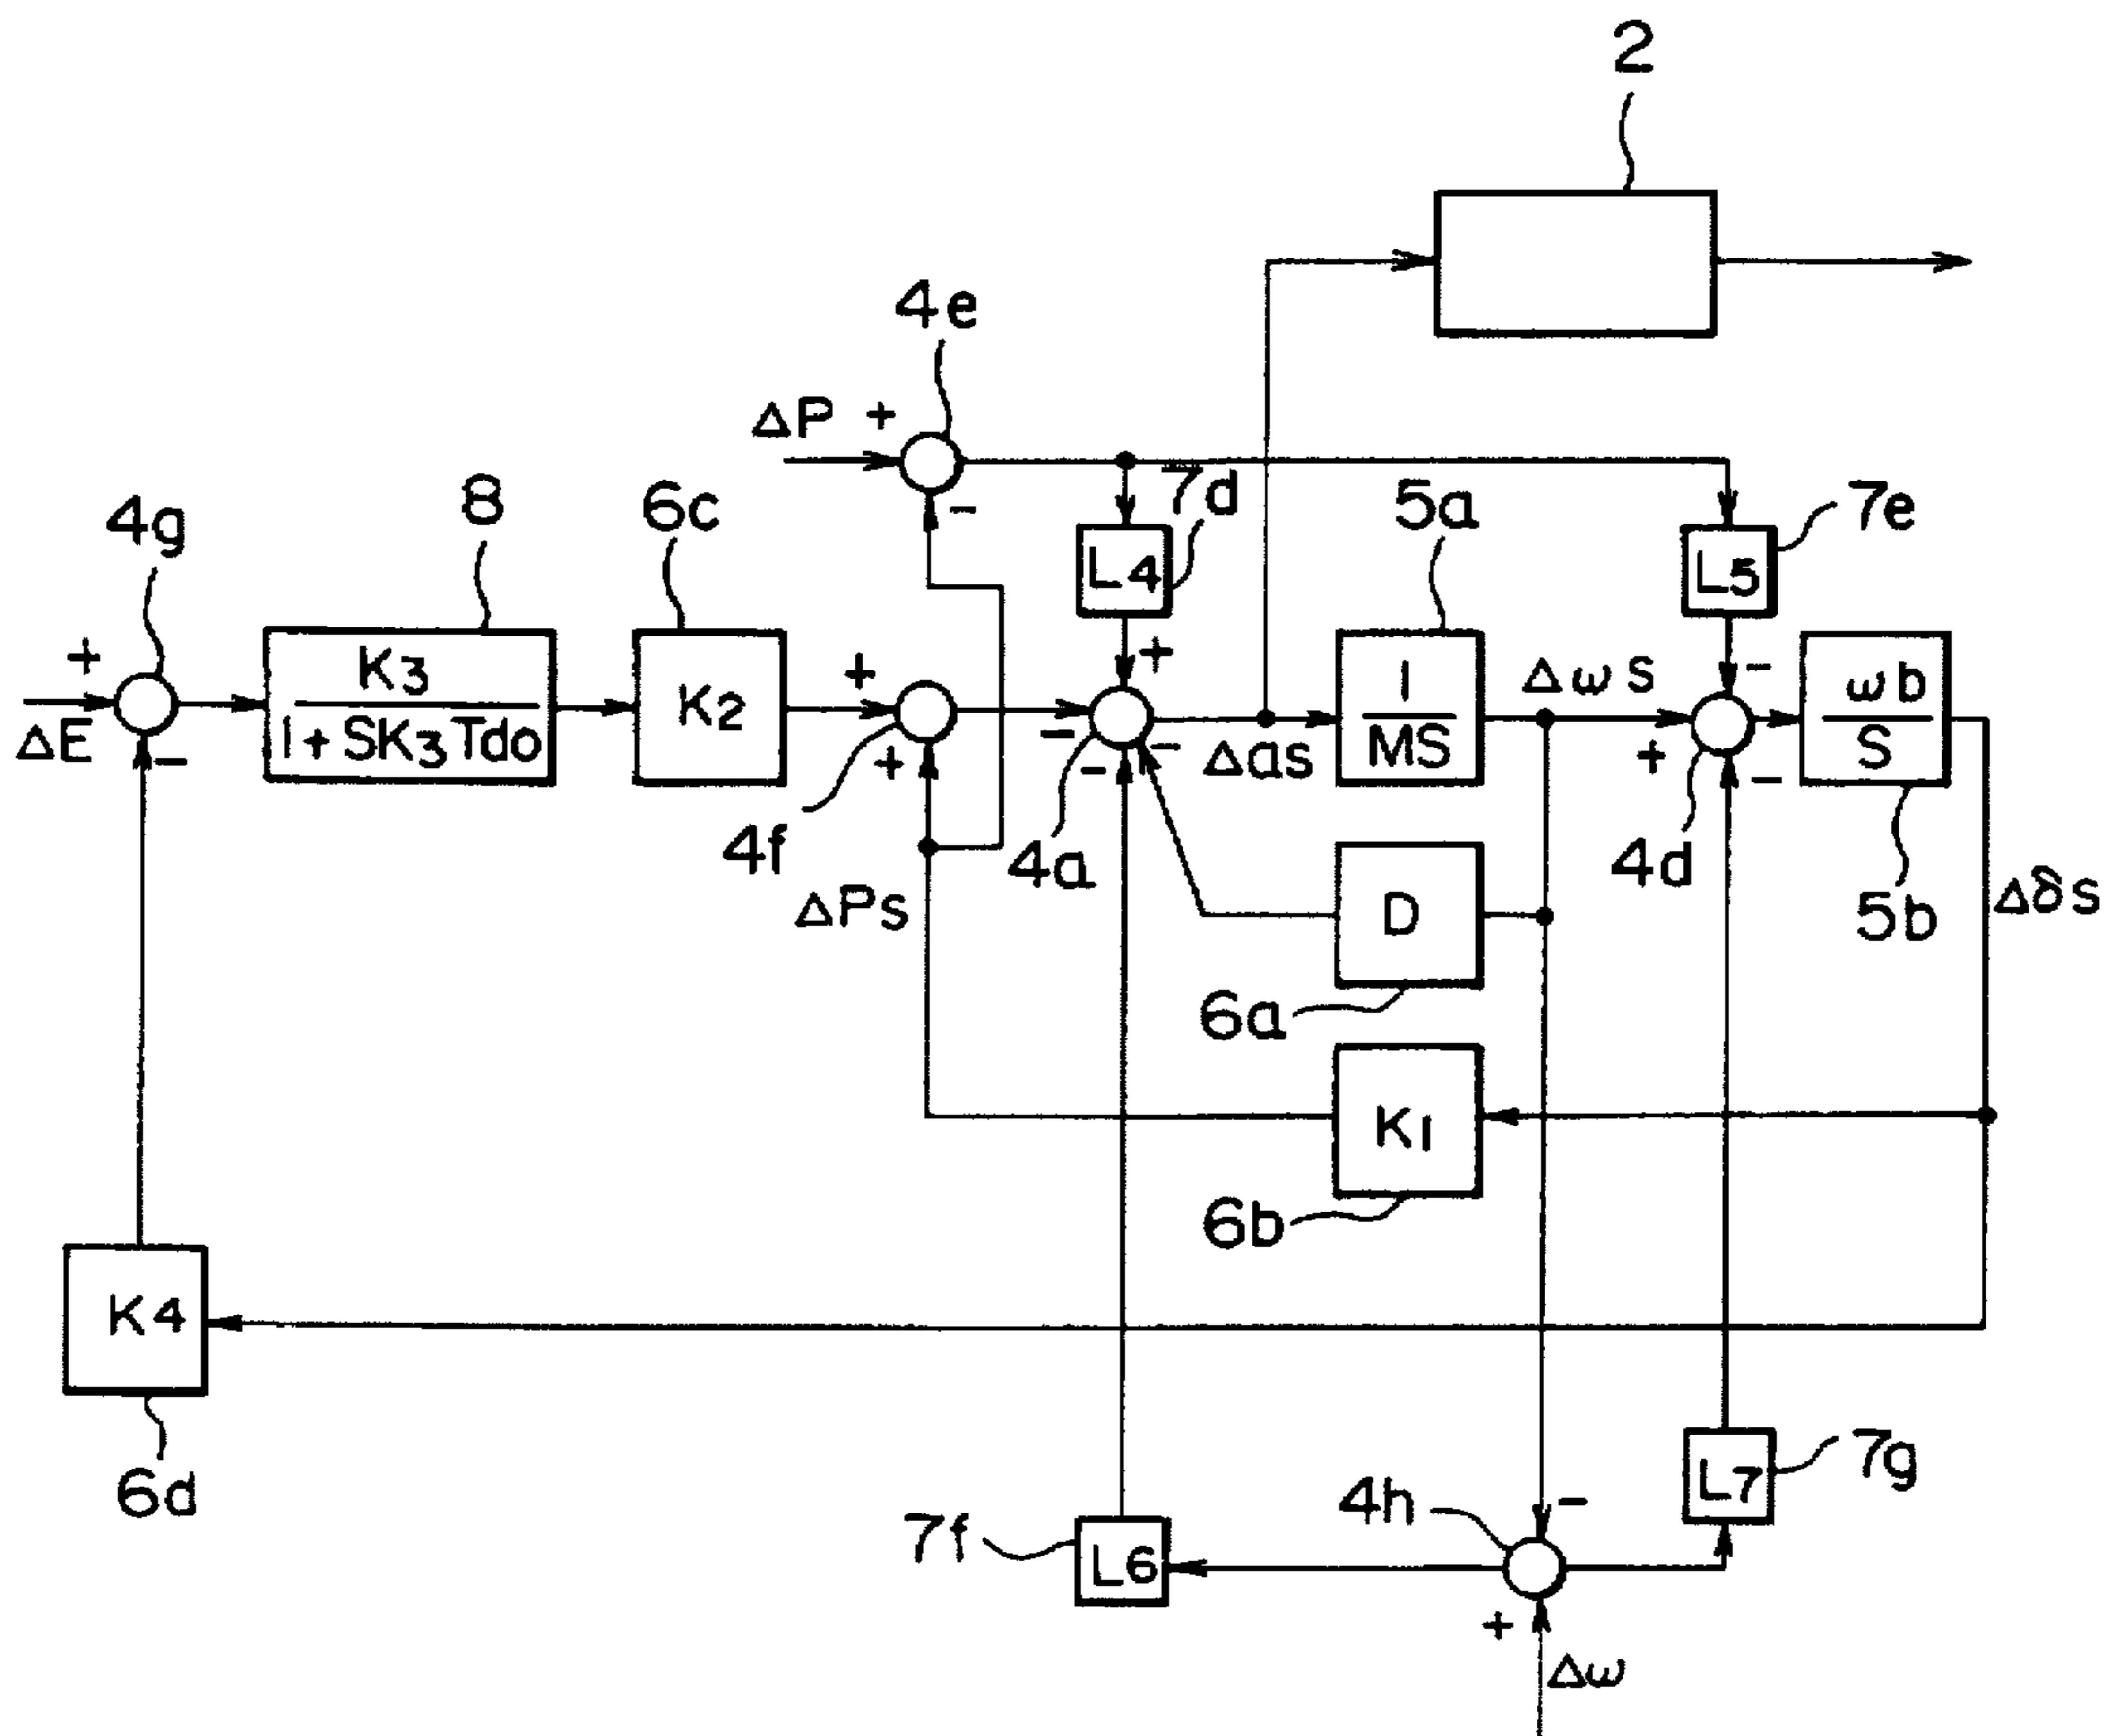 2
4e
ΔP +
-
4g
8
6c
7d
5a
7e
L4
L5
+
ΔE
-
K3
1+SK3Tdo
K2
+
+
4f
+
-
-
-
4a
Δas
1
MS
Δωs
-
+
-
4d
ωb
S
5b
Δδs
ΔPs
D
6a
K1
6b
K4
6d
L7
7g
4h
-
7f
L6
+
Δω